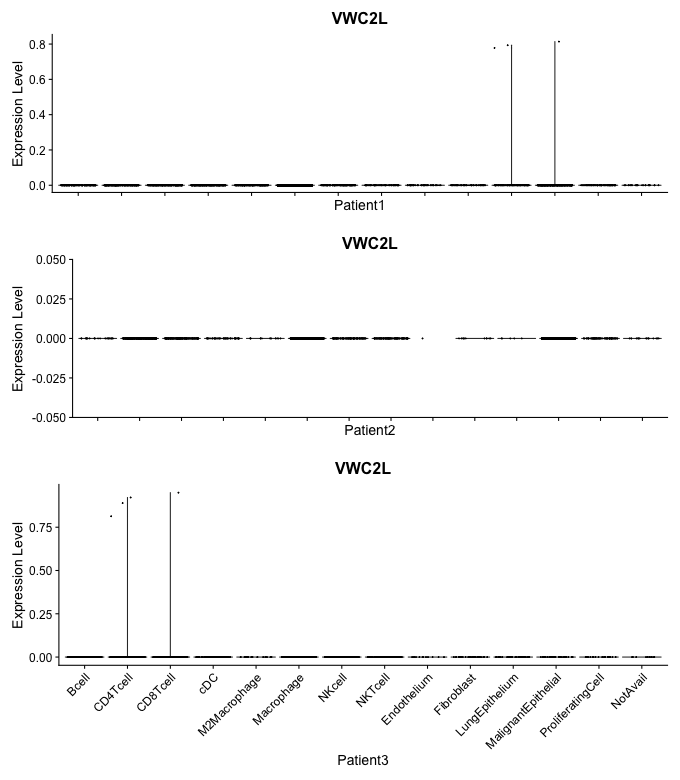 VWC2L
Expression Level
0.8
0.6
0.4
0.2
0.0
Patient1
VWC2L
Expression Level
0.050
0.025
0.000
-0.025
-0.050
Patient2
VWC2L
Expression Level
0.75
0.50
0.25
0.00
Bcell
CD4Tcell
CD8Tcell
cDC
M2Macrophage
Macrophage
NKcell
NKTcell
Endothelium
Fibroblast
LungEpithelium
MalignantEpithelial
ProliferatingCell
NotAvail
Patient3